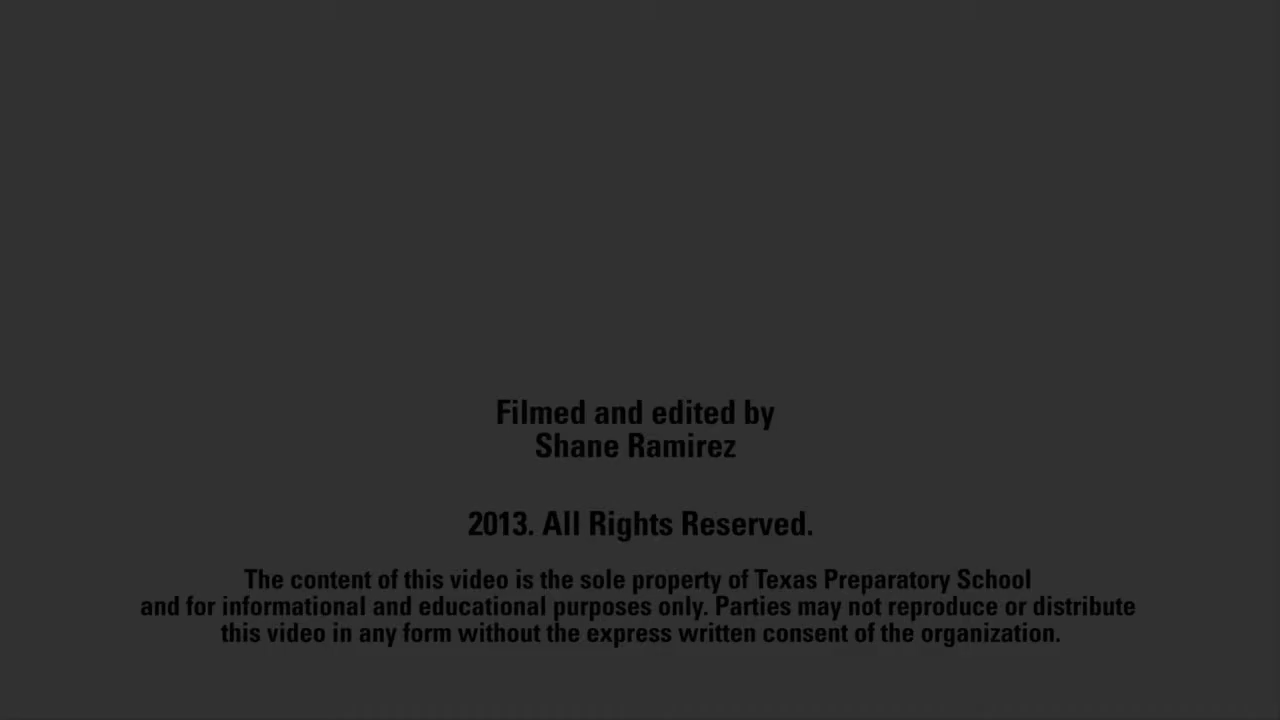 Filmed and edited by
Shane Ramirez
2013. All Rights Reserved.
The content of this video is the sole property of Texas Preparatory School
and for informational and educational purposes only. Parties may not reproduce or distribute
this video in any form without the express written consent of the organization.